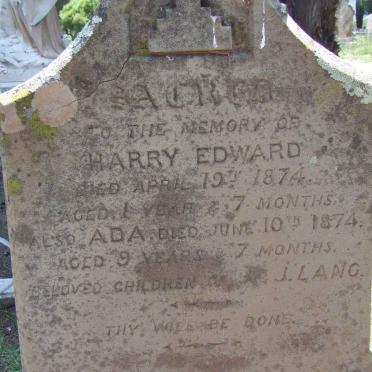 SACRED
TO THE MEMORY OF
HARRY EDWARD
DIED APRIL 19TH 1874.
AGED 1 YEAR & 7 MONTHS.
ALSO ADA. DIED JUNE 10TH 1874.
AGED 9 YEARS & 7 MONTHS.
BELOVED CHILDREN J. LANG.
THY WILL BE DONE.